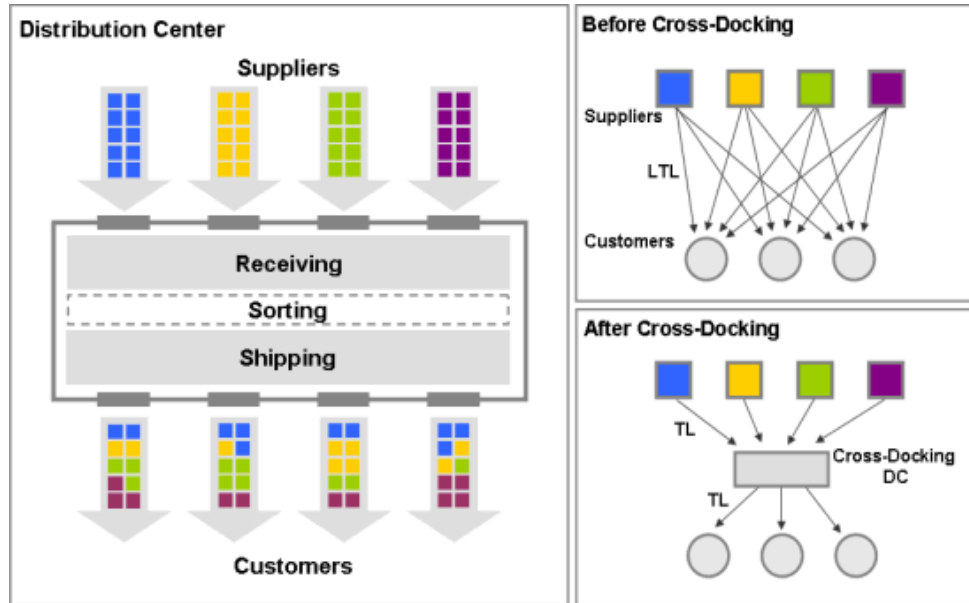 Distribution Center
Suppliers
Receiving
Sorting
Shipping
Customers
Before Cross-Docking
Suppliers
LTL
Customers
After Cross-Docking
TL
Cross-Docking
DC
TL